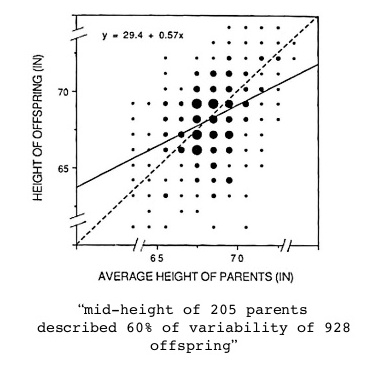 y = 29.4 + 0.57x
HEIGHT OF OFFSPRING (IN)
70
65
65 70
AVERAGE HEIGHT OF PARENTS (IN)
"mid-height of 205 parents
described 60% of variability of 928
offspring"